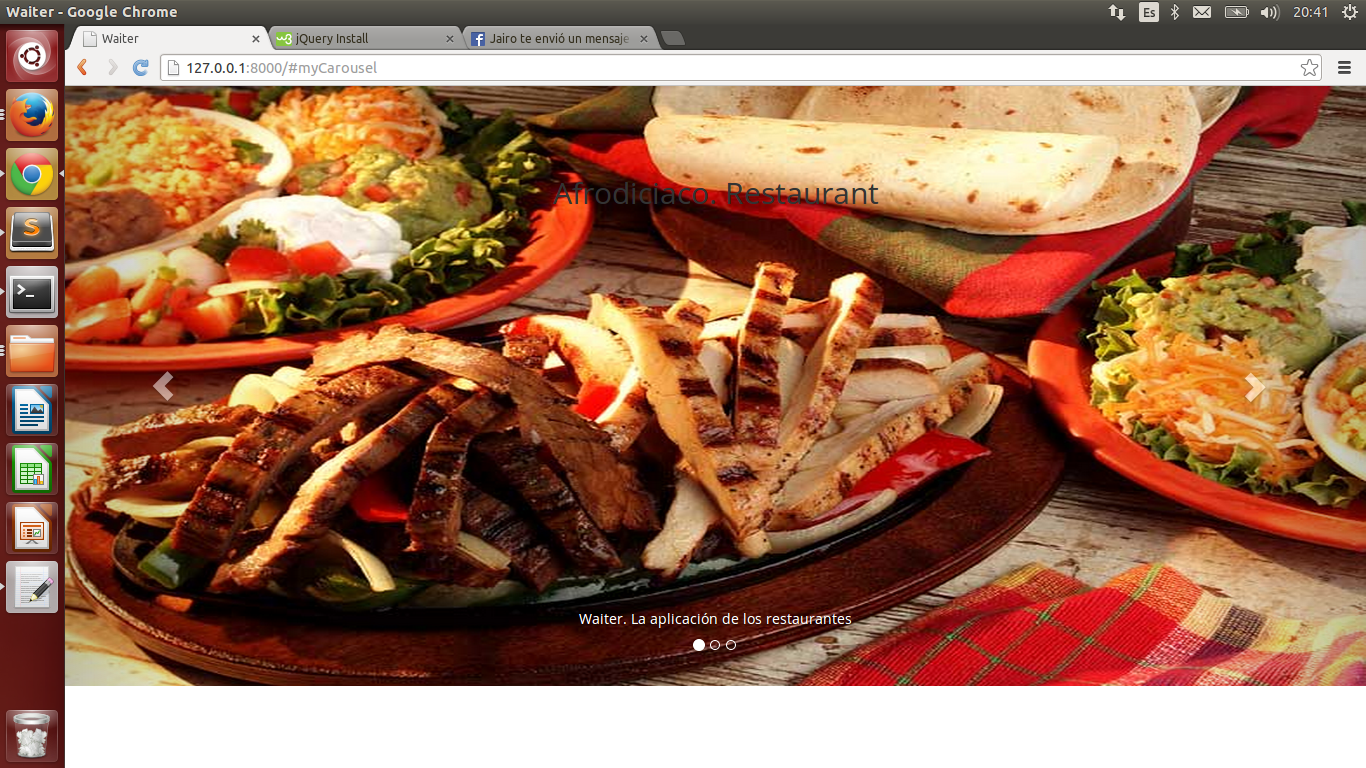 Waiter - Google Chrome
Es
20:41
Waiter
w3
jQuery Install
f
Jairo te envió un mensaje
127.0.0.1:8000/#myCarousel
S
>_
Afrodiciaco. Restaurant
Waiter. La aplicación de los restaurantes